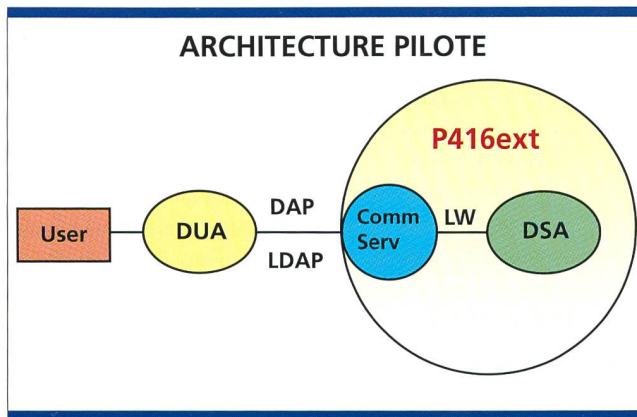 ARCHITECTURE PILOTE
P416ext
User
DUA
DAP
LDAP
Comm
Serv
LW
DSA